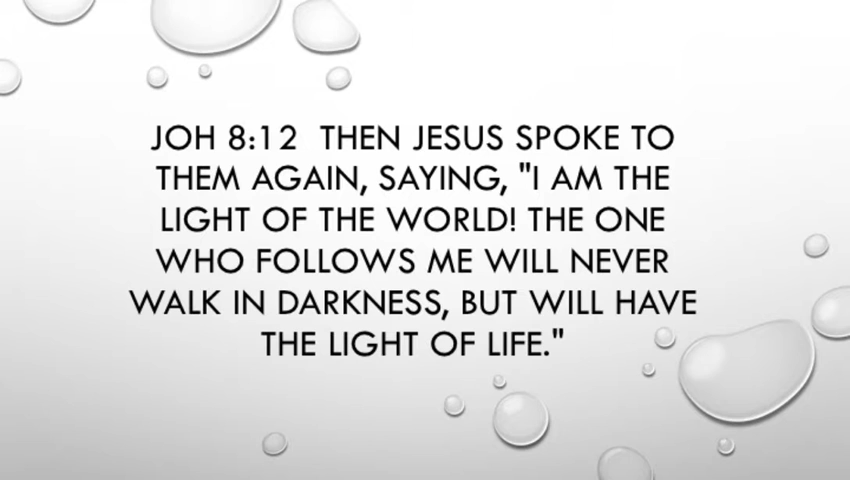 JOH 8:12  THEN JESUS SPOKE TO
THEM AGAIN, SAYING, "I AM THE
LIGHT OF THE WORLD! THE ONE
WHO FOLLOWS ME WILL NEVER
WALK IN DARKNESS, BUT WILL HAVE
THE LIGHT OF LIFE."